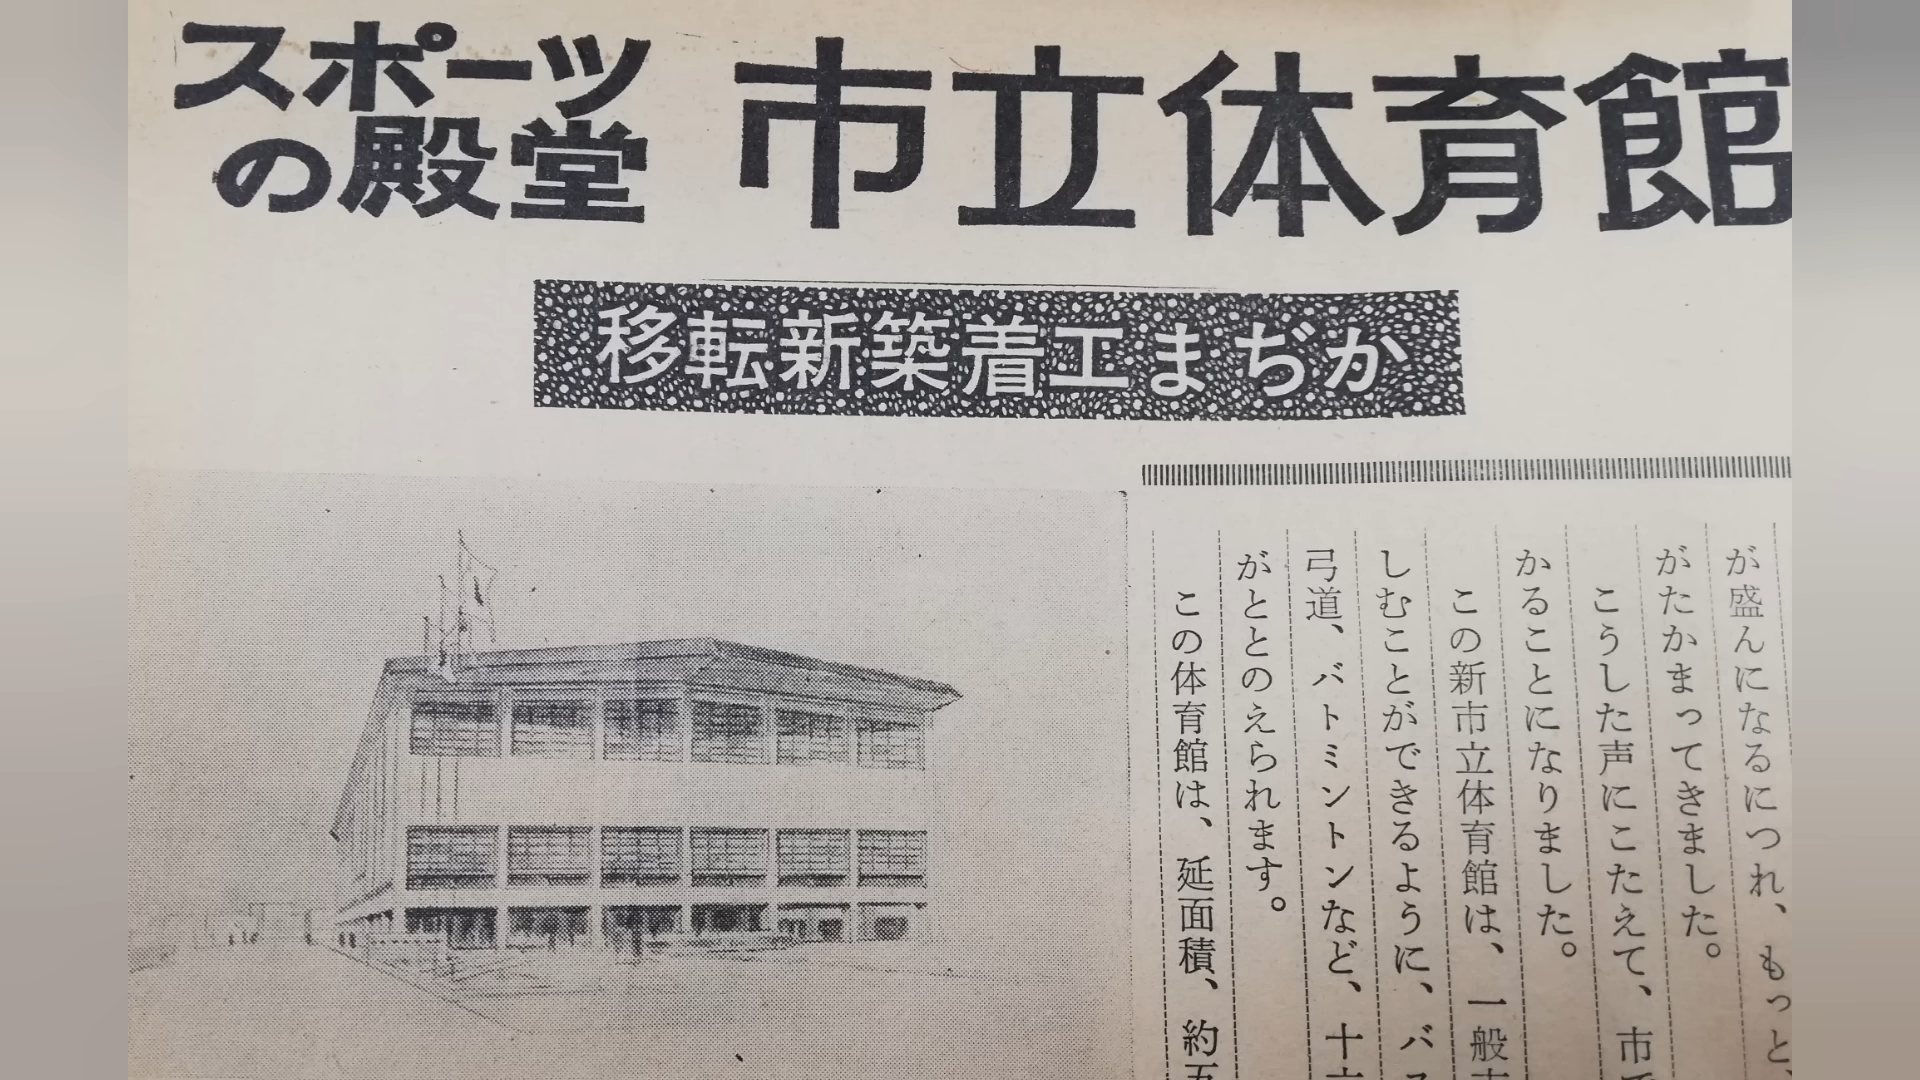 スポーツ
の殿堂
市立体育館
移転新築着工まぢか
が盛んになるにつれ、もっと、
がたかまってきました。
こうした声にこたえて、市で
かることになりました。
この新市立体育館は、一般市
しむことができるように、バス
弓道、バトミントンなど、十
がととのえられます。
この体育館は、延面積、約五